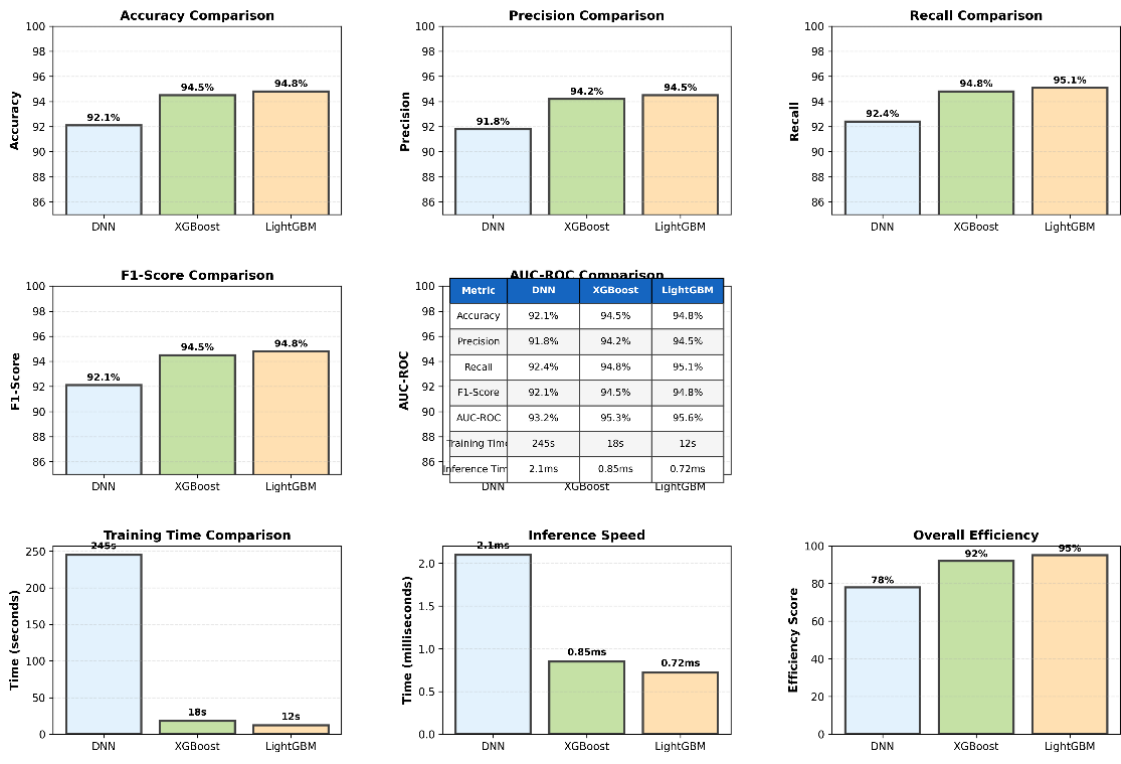 Accuracy Comparison
100
98
96
94
92
90
88
86
Accuracy
92.1%
94.5%
94.8%
DNN XGBoost LightGBM
Precision Comparison
100
98
96
94
92
90
88
86
Precision
91.8%
94.2%
94.5%
DNN XGBoost LightGBM
Recall Comparison
100
98
96
94
92
90
88
86
Recall
92.4%
94.8%
95.1%
DNN XGBoost LightGBM
F1-Score Comparison
100
98
96
94
92
90
88
86
F1-Score
92.1%
94.5%
94.8%
DNN XGBoost LightGBM
AUC-ROC Comparison
100
98
96
94
92
90
88
86
AUC-ROC
Metric DNN XGBoost LightGBM
Accuracy 92.1% 94.5% 94.8%
Precision 91.8% 94.2% 94.5%
Recall 92.4% 94.8% 95.1%
F1-Score 92.1% 94.5% 94.8%
AUC-ROC 93.2% 95.3% 95.6%
Training Time 245s 18s 12s
Inference Tim 2.1ms 0.85ms 0.72ms
DNN XGBoost LightGBM
Training Time Comparison
250
200
150
100
50
0
Time (seconds)
245s
18s
12s
DNN XGBoost LightGBM
Inference Speed
2.0
1.5
1.0
0.5
0.0
Time (milliseconds)
2.1ms
0.85ms
0.72ms
DNN XGBoost LightGBM
Overall Efficiency
100
80
60
40
20
0
Efficiency Score
78%
92%
95%
DNN XGBoost LightGBM